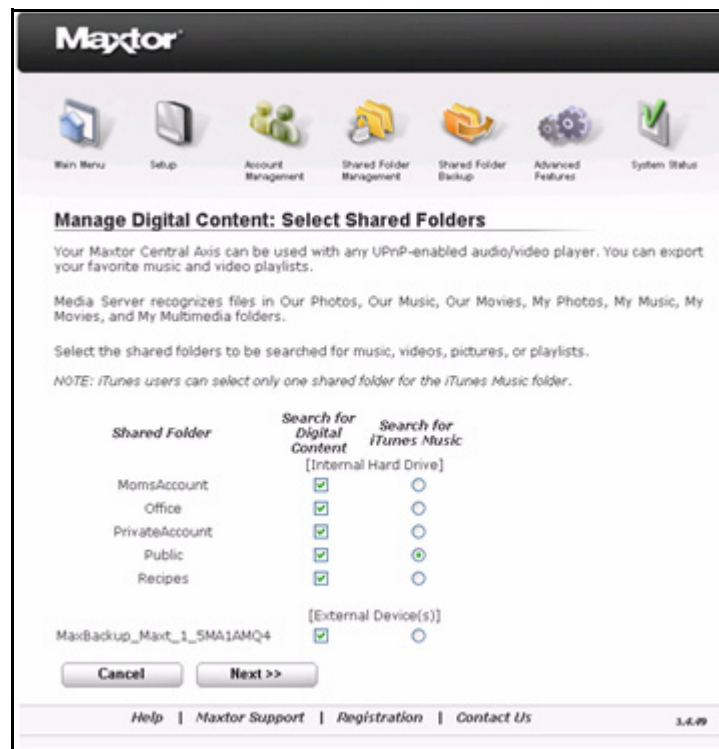 Maxtor
Main Menu
Setup
Account Management
Shared Folder Management
Shared Folder Backup
Advanced Features
System Status
Manage Digital Content: Select Shared Folders
Your Maxtor Central Axis can be used with any UPnP-enabled audio/video player. You can export
your favorite music and video playlists.
Media Server recognizes files in Our Photos, Our Music, Our Movies, My Photos, My Music, My
Movies, and My Multimedia folders.
Select the shared folders to be searched for music, videos, pictures, or playlists.
NOTE: iTunes users can select only one shared folder for the iTunes Music folder.
Shared Folder
Search for Digital Content
Search for iTunes Music
[Internal Hard Drive]
MomsAccount
Office
PrivateAccount
Public
Recipes
[External Device(s)]
MaxBackup_Maxt_1_5MA1AMQ4
Cancel
Next >>
Help | Maxtor Support | Registration | Contact Us
3.4.49